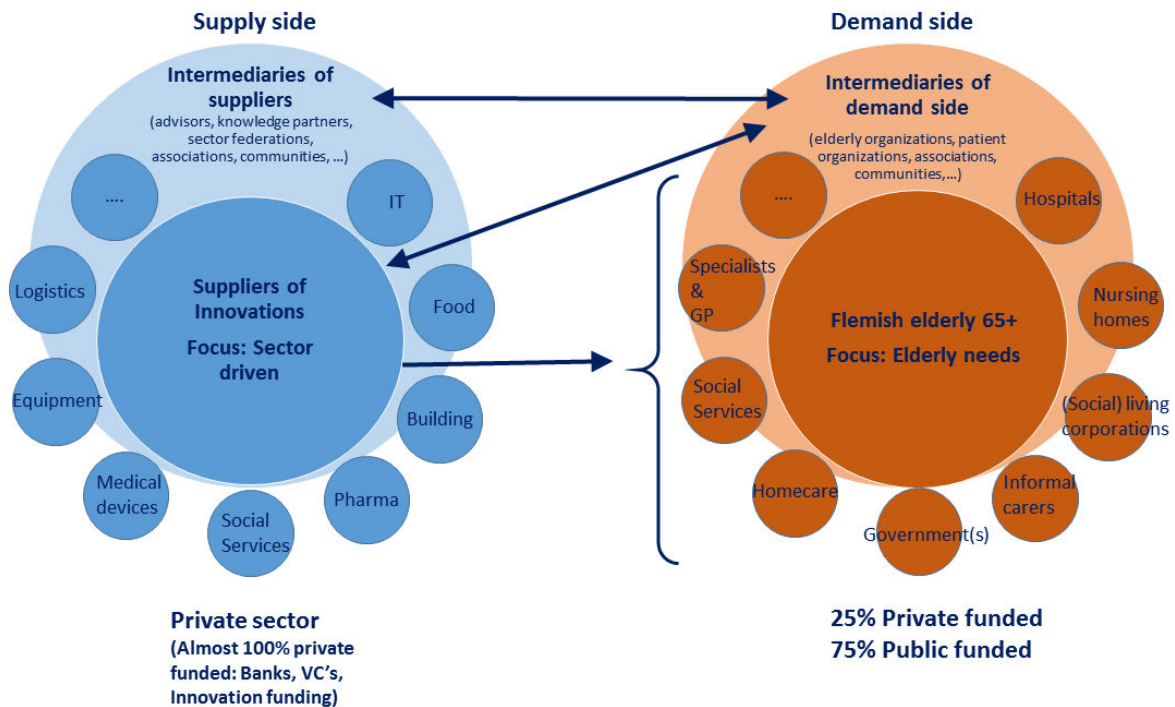 Supply side
Intermediaries of
suppliers
(advisors, knowledge partners,
sector federations,
associations, communities, ...)
....
IT
Logistics
Food
Suppliers of
Innovations
Focus: Sector
driven
Equipment
Building
Medical
devices
Pharma
Social
Services
Private sector
(Almost 100% private
funded: Banks, VC's,
Innovation funding)
Demand side
Intermediaries of
demand side
(elderly organizations, patient
organizations, associations,
communities,...)
....
Hospitals
Specialists
&
GP
Nursing
homes
Flemish elderly 65+
Focus: Elderly needs
Social
Services
(Social) living
corporations
Homecare
Informal
carers
Government(s)
25% Private funded
75% Public funded